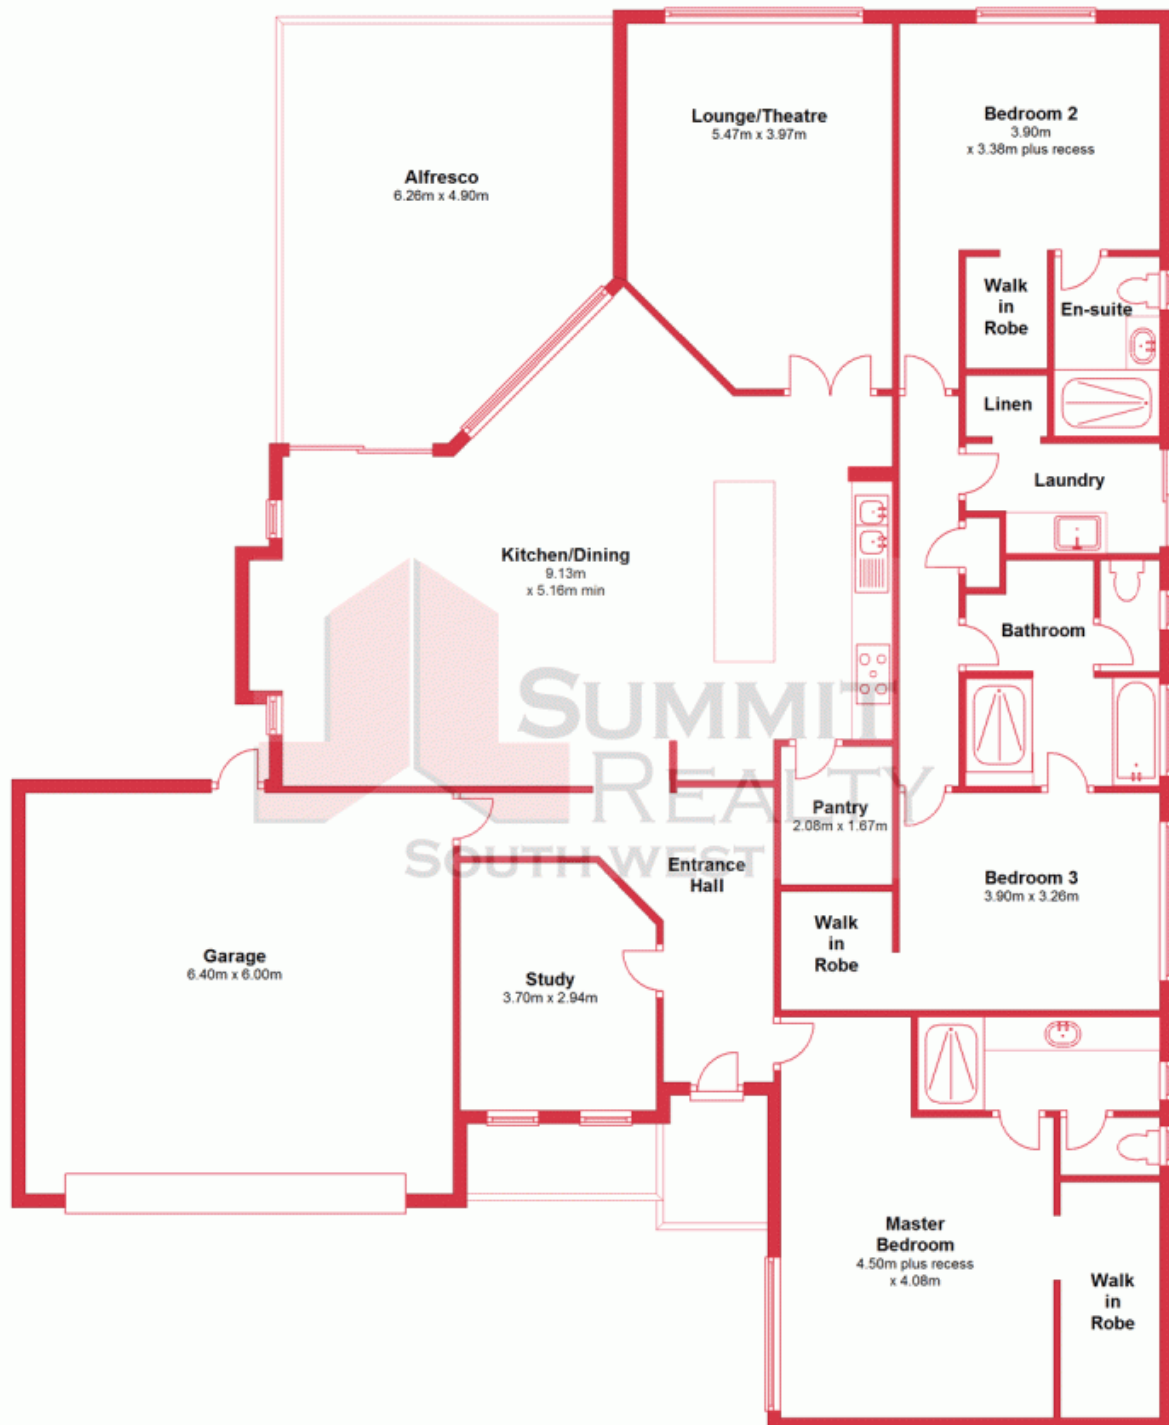 Lounge/Theatre
5.47m x 3.97m
Bedroom 2
3.90m
x 3.38m plus recess
Alfresco
6.26m x 4.90m
Walk
in
Robe
En-suite
Linen
Laundry
Kitchen/Dining
9.13m
x 5.16m min
Bathroom
SUMMIT
REALTY
SOUTH WEST
Pantry
2.08m x 1.67m
Entrance
Hall
Bedroom 3
3.90m x 3.26m
Walk
in
Robe
Garage
6.40m x 6.00m
Study
3.70m x 2.94m
Master
Bedroom
4.50m plus recess
x 4.08m
Walk
in
Robe